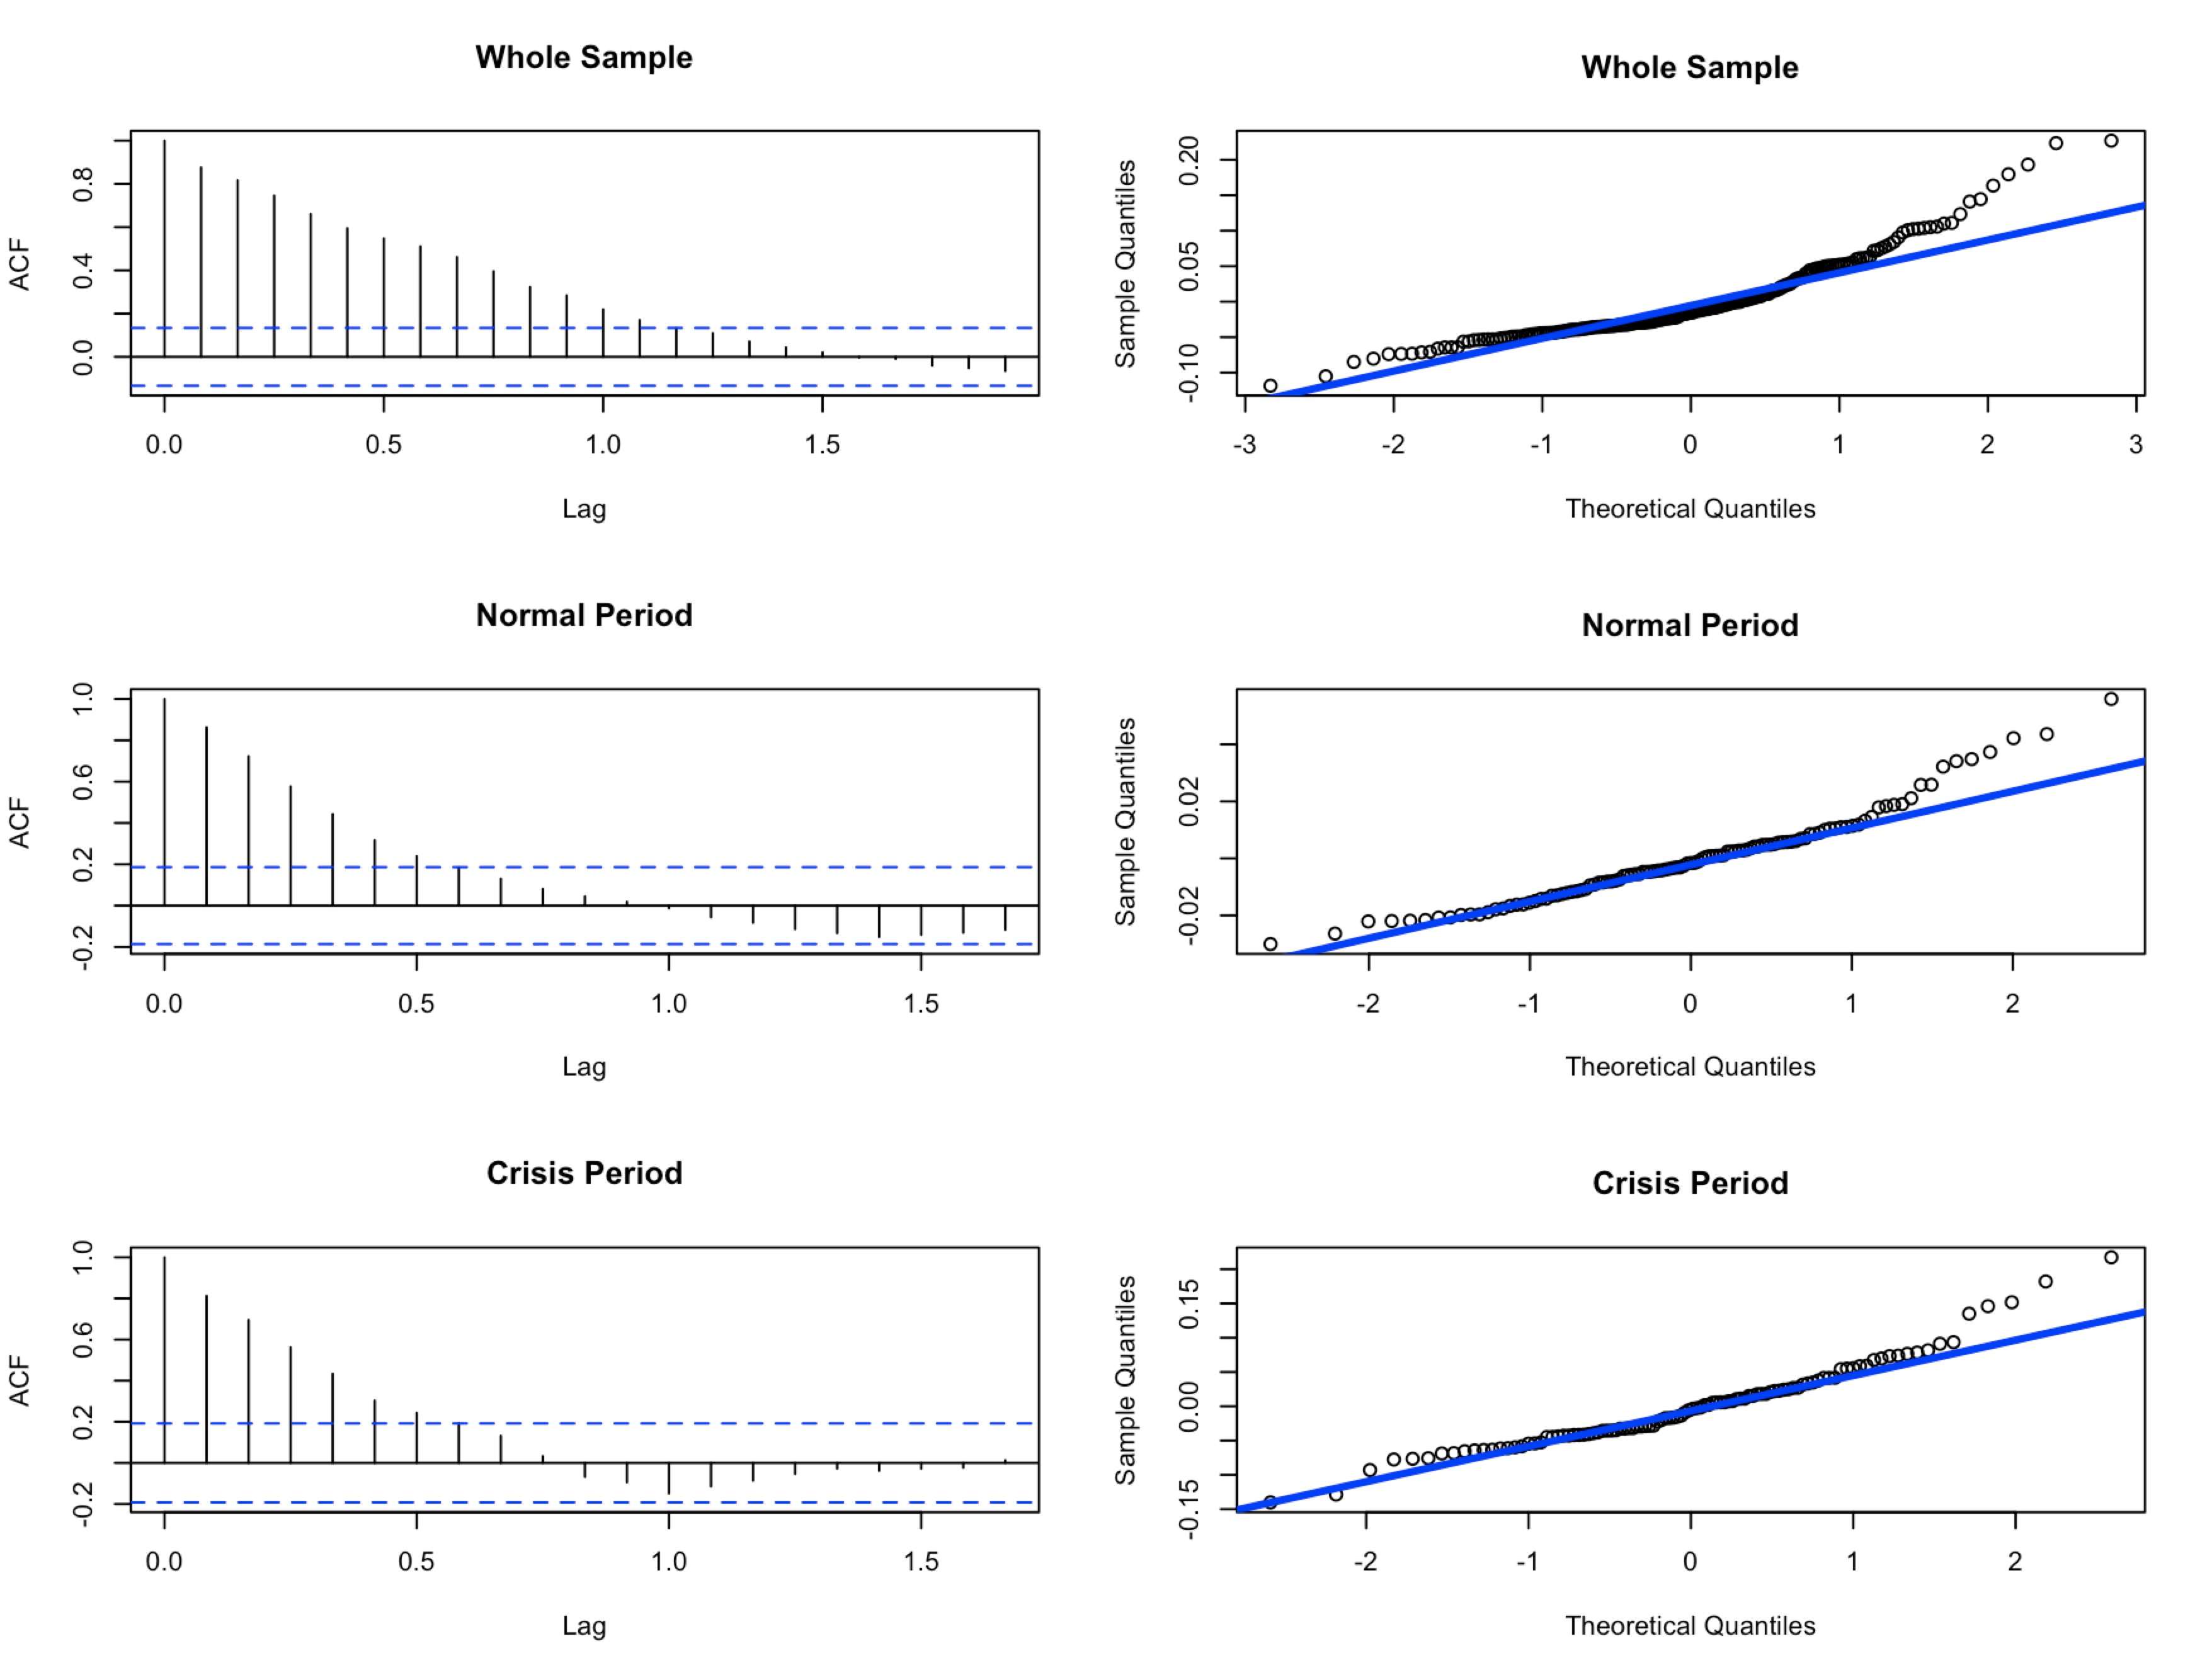 Whole Sample
ACF
0.0 0.4 0.8
0.0 0.5 1.0 1.5
Lag
Whole Sample
Sample Quantiles
-0.10 0.05 0.20
-3 -2 -1 0 1 2 3
Theoretical Quantiles
Normal Period
ACF
-0.2 0.2 0.6 1.0
0.0 0.5 1.0 1.5
Lag
Normal Period
Sample Quantiles
-0.02 0.02
-2 -1 0 1 2
Theoretical Quantiles
Crisis Period
ACF
-0.2 0.2 0.6 1.0
0.0 0.5 1.0 1.5
Lag
Crisis Period
Sample Quantiles
-0.15 0.00 0.15
-2 -1 0 1 2
Theoretical Quantiles